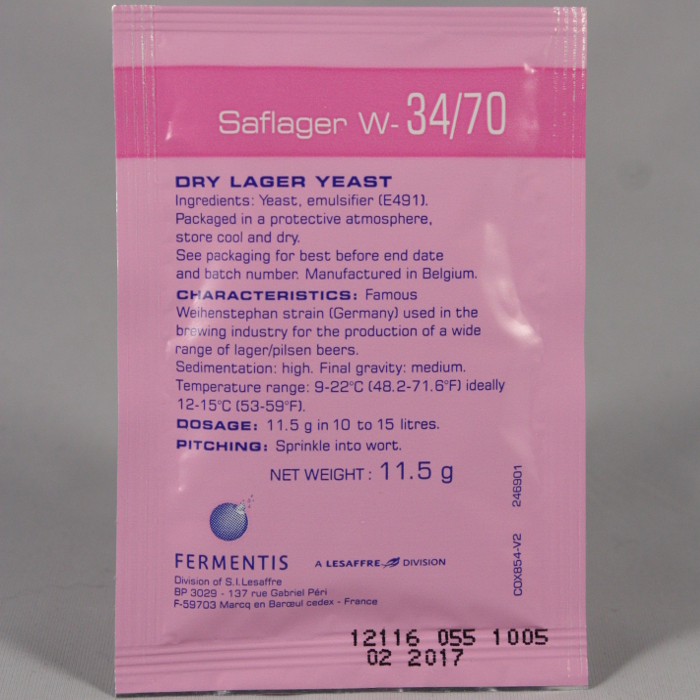 Saflager W- 34/70
DRY LAGER YEAST
Ingredients: Yeast, emulsifier (E491).
Packaged in a protective atmosphere,
store cool and dry.
See packaging for best before end date
and batch number. Manufactured in Belgium.
CHARACTERISTICS: Famous
Weihenstephan strain (Germany) used in the
brewing industry for the production of a wide
range of lager/pilsen beers.
Sedimentation: high. Final gravity: medium.
Temperature range: 9-22°C (48.2-71.6°F) ideally
12-15°C (53-59°F).
DOSAGE: 11.5 g in 10 to 15 litres.
PITCHING: Sprinkle into wort.
NET WEIGHT : 11.5 g
COX854-V2 246901
FERMENTIS
A LESAFFRE DIVISION
Division of S.I.Lesaffre
BP 3029 - 137 rue Gabriel Péri
F-59703 Marcq en Barœul cedex - France
12116 055 1005
02 2017